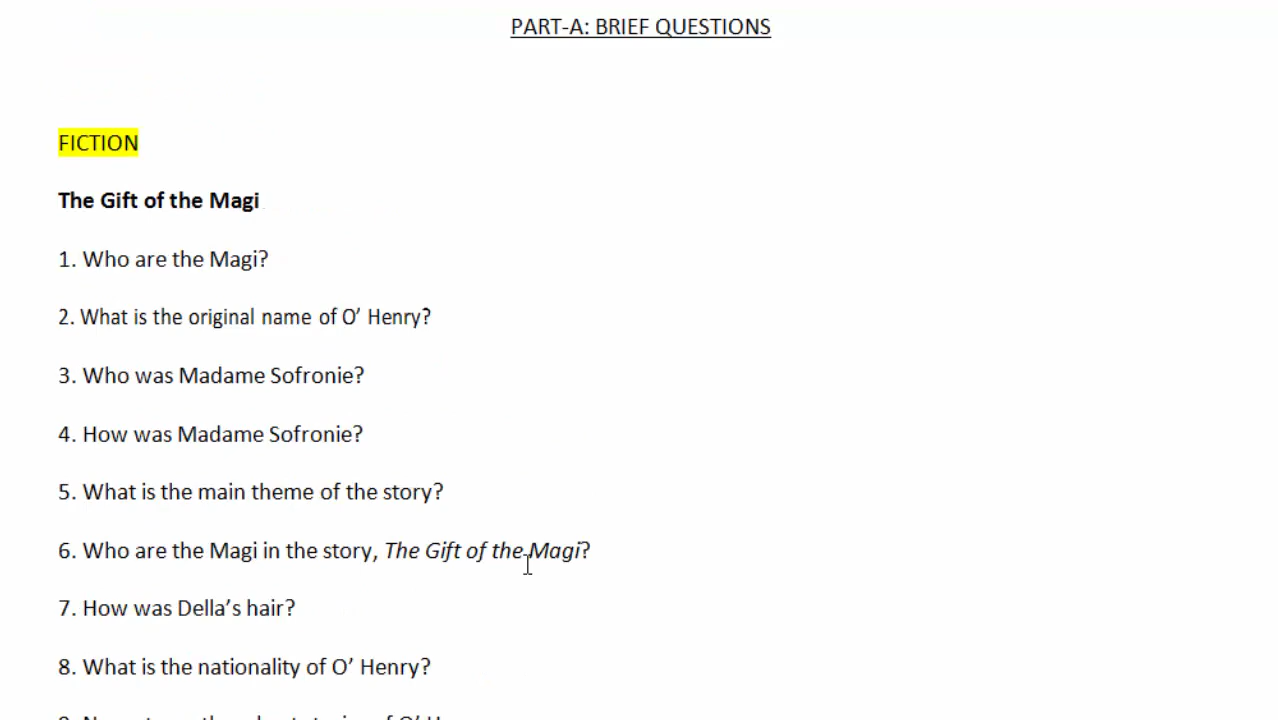 PART-A: BRIEF QUESTIONS
FICTION
The Gift of the Magi
1. Who are the Magi?
2. What is the original name of O’ Henry?
3. Who was Madame Sofronie?
4. How was Madame Sofronie?
5. What is the main theme of the story?
6. Who are the Magi in the story, The Gift of the Magi?
7. How was Della’s hair?
8. What is the nationality of O’ Henry?